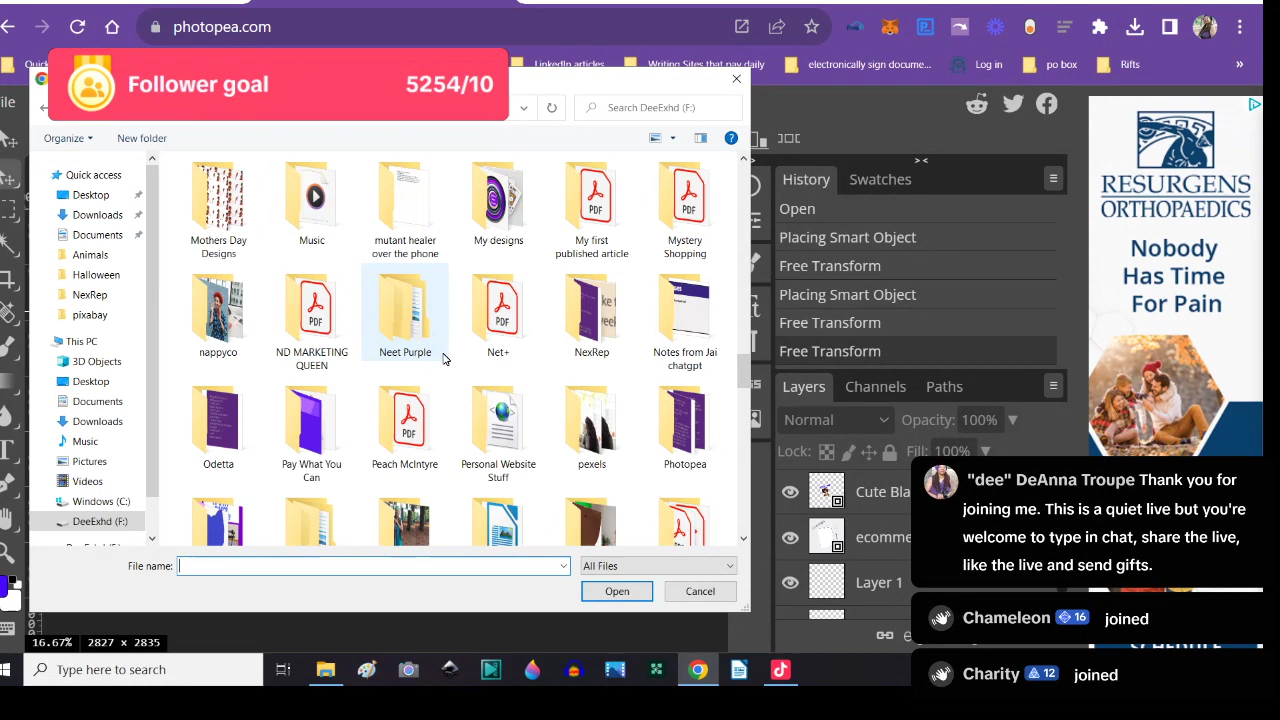 photopea.com
Quick
LinkedIn articles
Writing Sites that pay daily
electronically sign docume...
Log in
po box
Rifts
»
Follower goal 5254/10
Search DeeExhd (F:)
Organize
New folder
Quick access
Desktop
Downloads
Documents
Animals
Halloween
NexRep
pixabay
This PC
3D Objects
Desktop
Documents
Downloads
Music
Pictures
Videos
Windows (C:)
DeeExhd (F:)
Mothers Day
Designs
Music
mutant healer
over the phone
My designs
My first
published article
Mystery
Shopping
nappyco
ND MARKETING
QUEEN
Neet Purple
Net+
NexRep
Notes from Jai
chatgpt
Odetta
Pay What You
Can
Peach McIntyre
Personal Website
Stuff
pexels
Photopea
File name:
All Files
Open
Cancel
16.67% 2827 × 2835
> <
History
Swatches
Open
Placing Smart Object
Free Transform
Placing Smart Object
Free Transform
Free Transform
Layers
Channels
Paths
Normal
Opacity: 100%
Lock:
Fill: 100%
Cute Bla
ecomme
Layer 1
RESURGENS
ORTHOPAEDICS
Nobody
Has Time
For Pain
"dee" DeAnna Troupe Thank you for
joining me. This is a quiet live but you're
welcome to type in chat, share the live,
like the live and send gifts.
Chameleon 16 joined
Charity 12 joined
Type here to search